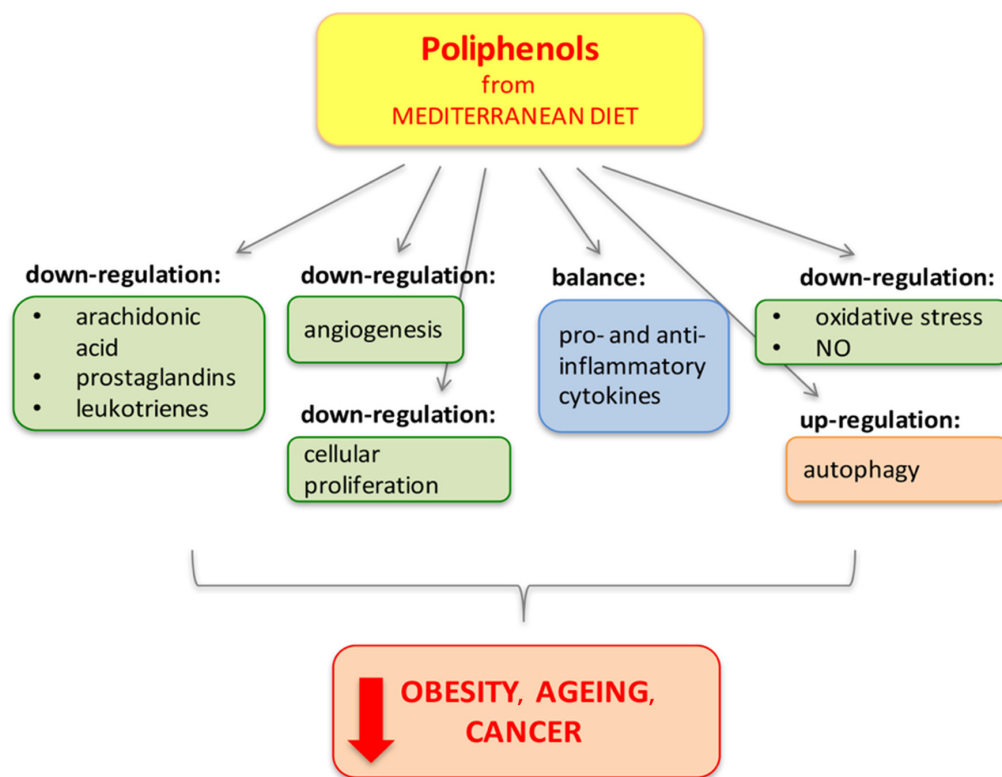 Poliphenols
from
MEDITERRANEAN DIET
down-regulation:
• arachidonic
acid
• prostaglandins
• leukotrienes
down-regulation:
angiogenesis
down-regulation:
cellular
proliferation
balance:
pro- and anti-
inflammatory
cytokines
down-regulation:
• oxidative stress
• NO
up-regulation:
autophagy
OBESITY, AGEING,
CANCER